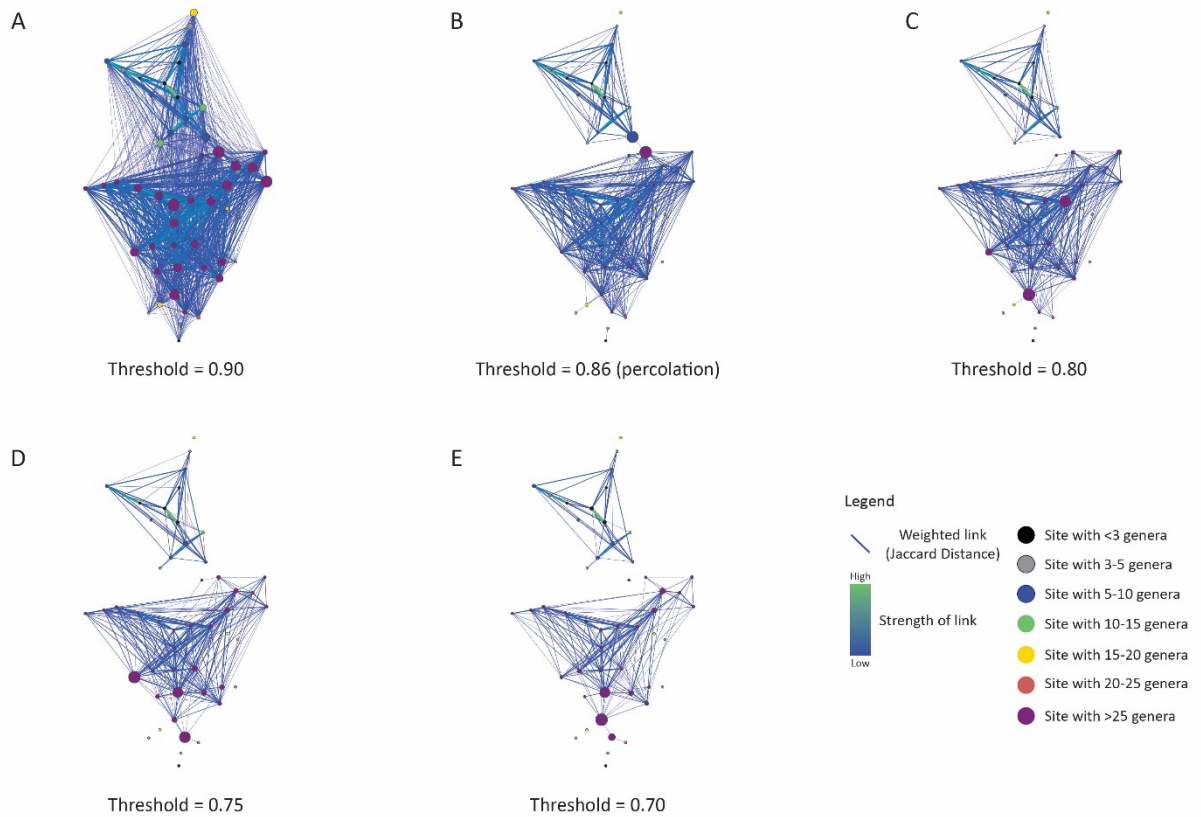 A
B
C
Threshold = 0.90
Threshold = 0.86 (percolation)
Threshold = 0.80
D
E
Threshold = 0.75
Threshold = 0.70
Legend
Weighted link
(Jaccard Distance)
High
Strength of link
Low
Site with <3 genera
Site with 3-5 genera
Site with 5-10 genera
Site with 10-15 genera
Site with 15-20 genera
Site with 20-25 genera
Site with >25 genera